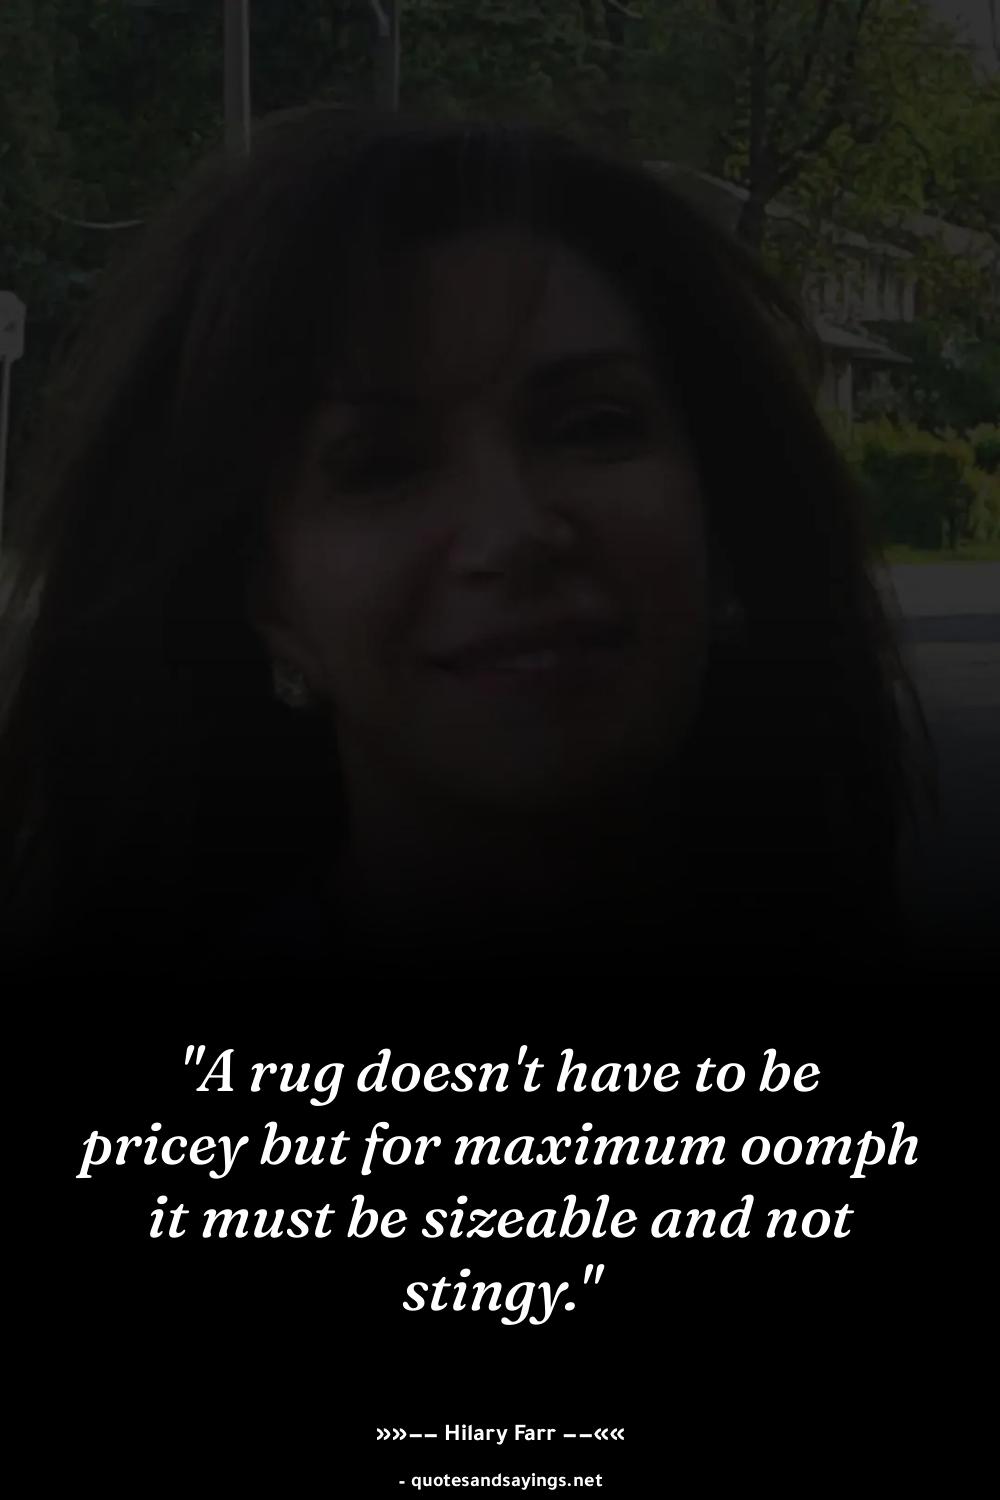 "A rug doesn't have to be
pricey but for maximum oomph
it must be sizeable and not
stingy."
»»—— Hilary Farr ——««
- quotesandsayings.net